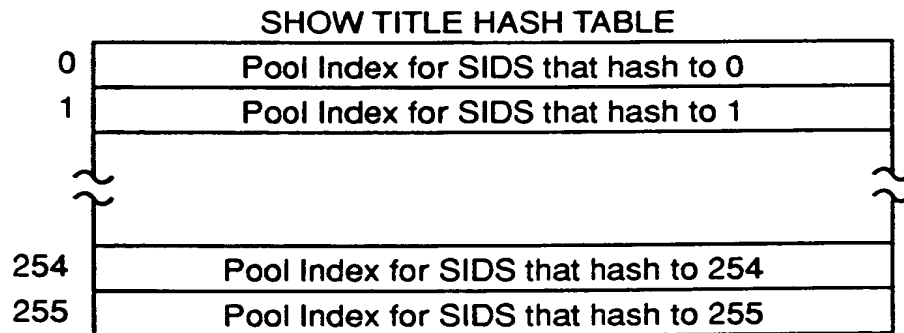 SHOW TITLE HASH TABLE
0 Pool Index for SIDS that hash to 0
1 Pool Index for SIDS that hash to 1
254 Pool Index for SIDS that hash to 254
255 Pool Index for SIDS that hash to 255